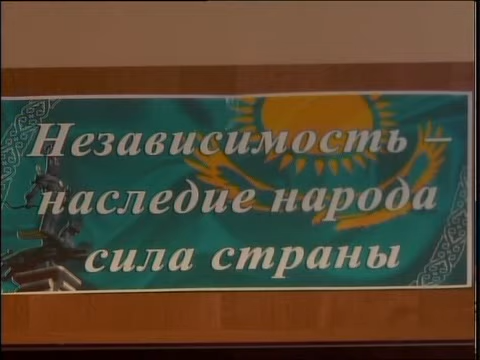 Независимость –
наследие народа
сила страны